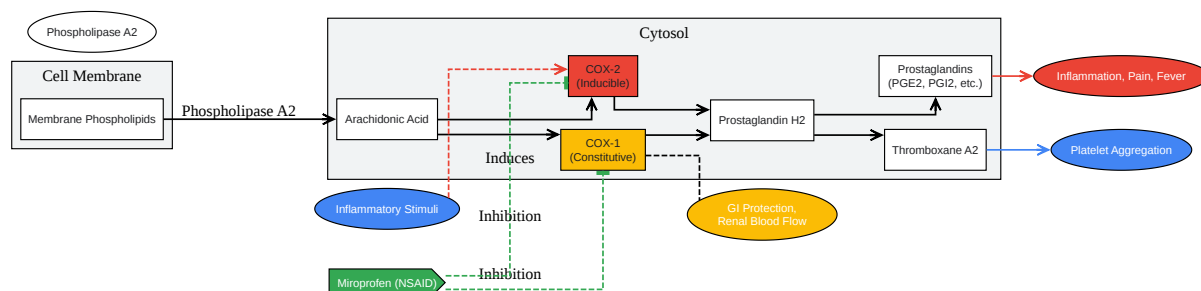 Phospholipase A2
Cell Membrane
Membrane Phospholipids
Phospholipase A2
Cytosol
Arachidonic Acid
COX-2
(Inducible)
COX-1
(Constitutive)
Prostaglandin H2
Prostaglandins
(PGE2, PGI2, etc.)
Thromboxane A2
Inflammation, Pain, Fever
Platelet Aggregation
Induces
Inflammatory Stimuli
Inhibition
GI Protection,
Renal Blood Flow
Miroprofen (NSAID)
Inhibition